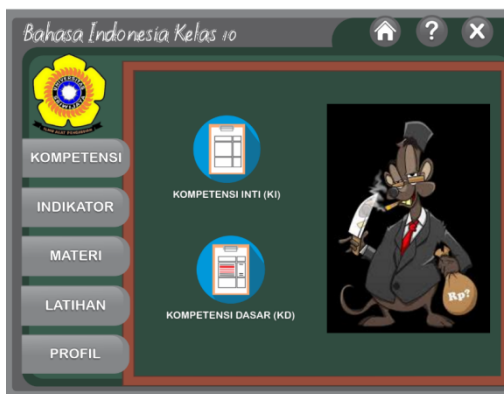 Bahasa Indonesia Kelas 10
?
X
KOMPETENSI
INDIKATOR
MATERI
LATIHAN
PROFIL
KOMPETENSI INTI (KI)
KOMPETENSI DASAR (KD)
Rp?